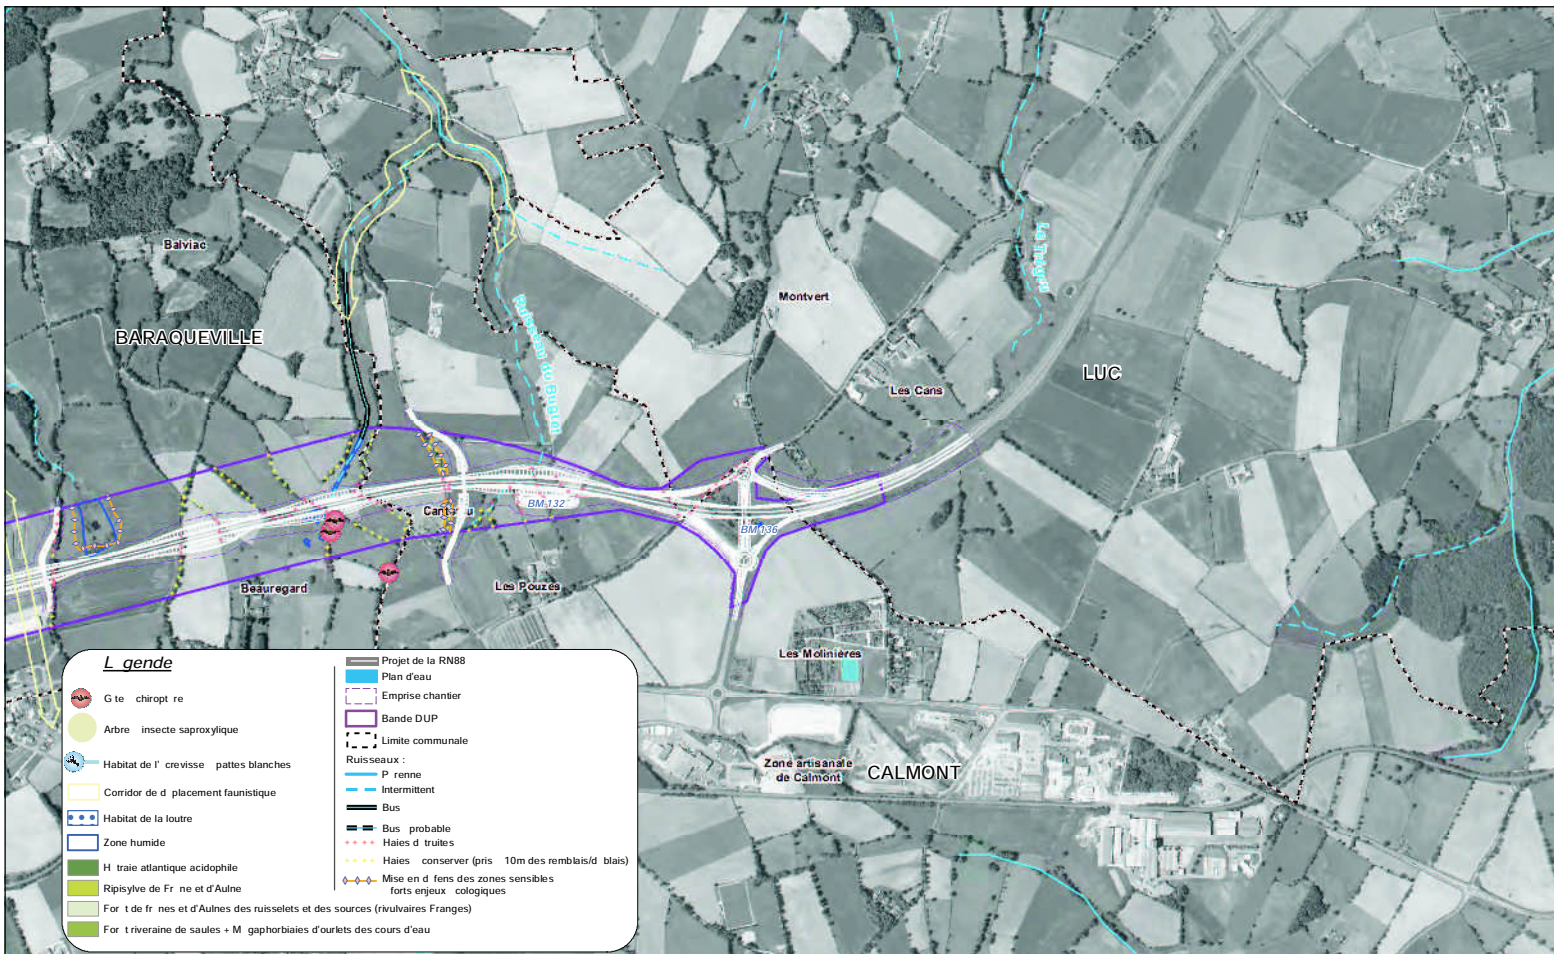 Balviac
BARAQUEVILLE
Montvert
Les Cans
LUC
Ruisseau du Buglol
BM 132
BM 136
Beauregard
Les Pouzes
Les Molinières
Zone artisanale
de Calmont
CALMONT
L gende
G te chiropt re
Arbre insecte saproxylique
Habitat de l' crevisse pattes blanches
Corridor de d placement faunistique
Habitat de la loutre
Zone humide
H traie atlantique acidophile
Ripisylve de Fr ne et d'Aulne
For t de fr nes et d'Aulnes des ruisselets et des sources (rivulvaires Franges)
For t riveraine de saules + M gaphorbiaies d'ourlets des cours d'eau
Projet de la RN88
Plan d'eau
Emprise chantier
Bande DUP
Limite communale
Ruisseaux :
P renne
Intermittent
Bus
Bus probable
Haies d truites
Haies conserver (pris 10m des remblais/d blais)
Mise en d fens des zones sensibles
forts enjeux cologiques